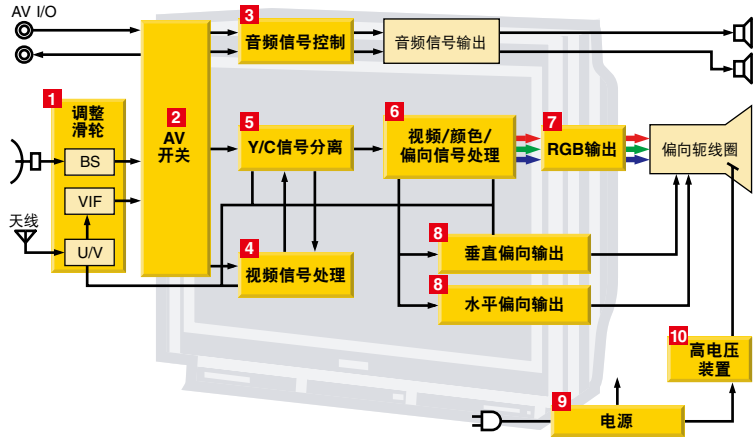 AV I/O
1
调整
滑轮
BS
VIF
天线
U/V
2
AV
开关
3
音频信号控制
音频信号输出
5
Y/C信号分离
4
视频信号处理
6
视频/颜色/
偏向信号处理
7
RGB输出
偏向轭线圈
8
垂直偏向输出
8
水平偏向输出
10
高电压
装置
9
电源